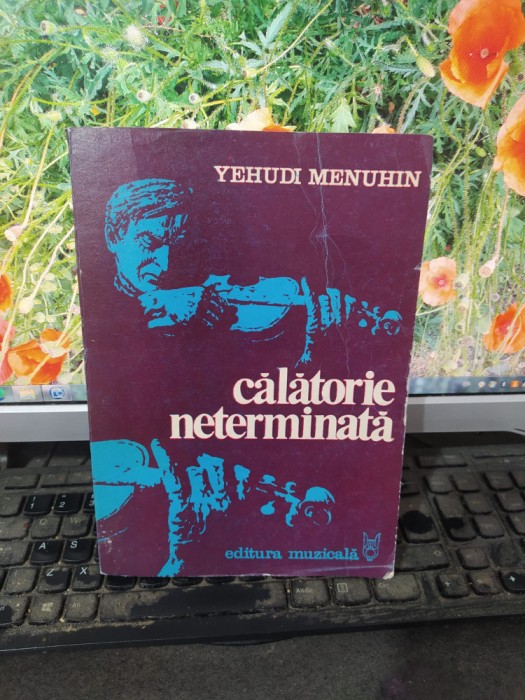 YEHUDI MENUHIN
călătorie
neterminată
editura muzicală